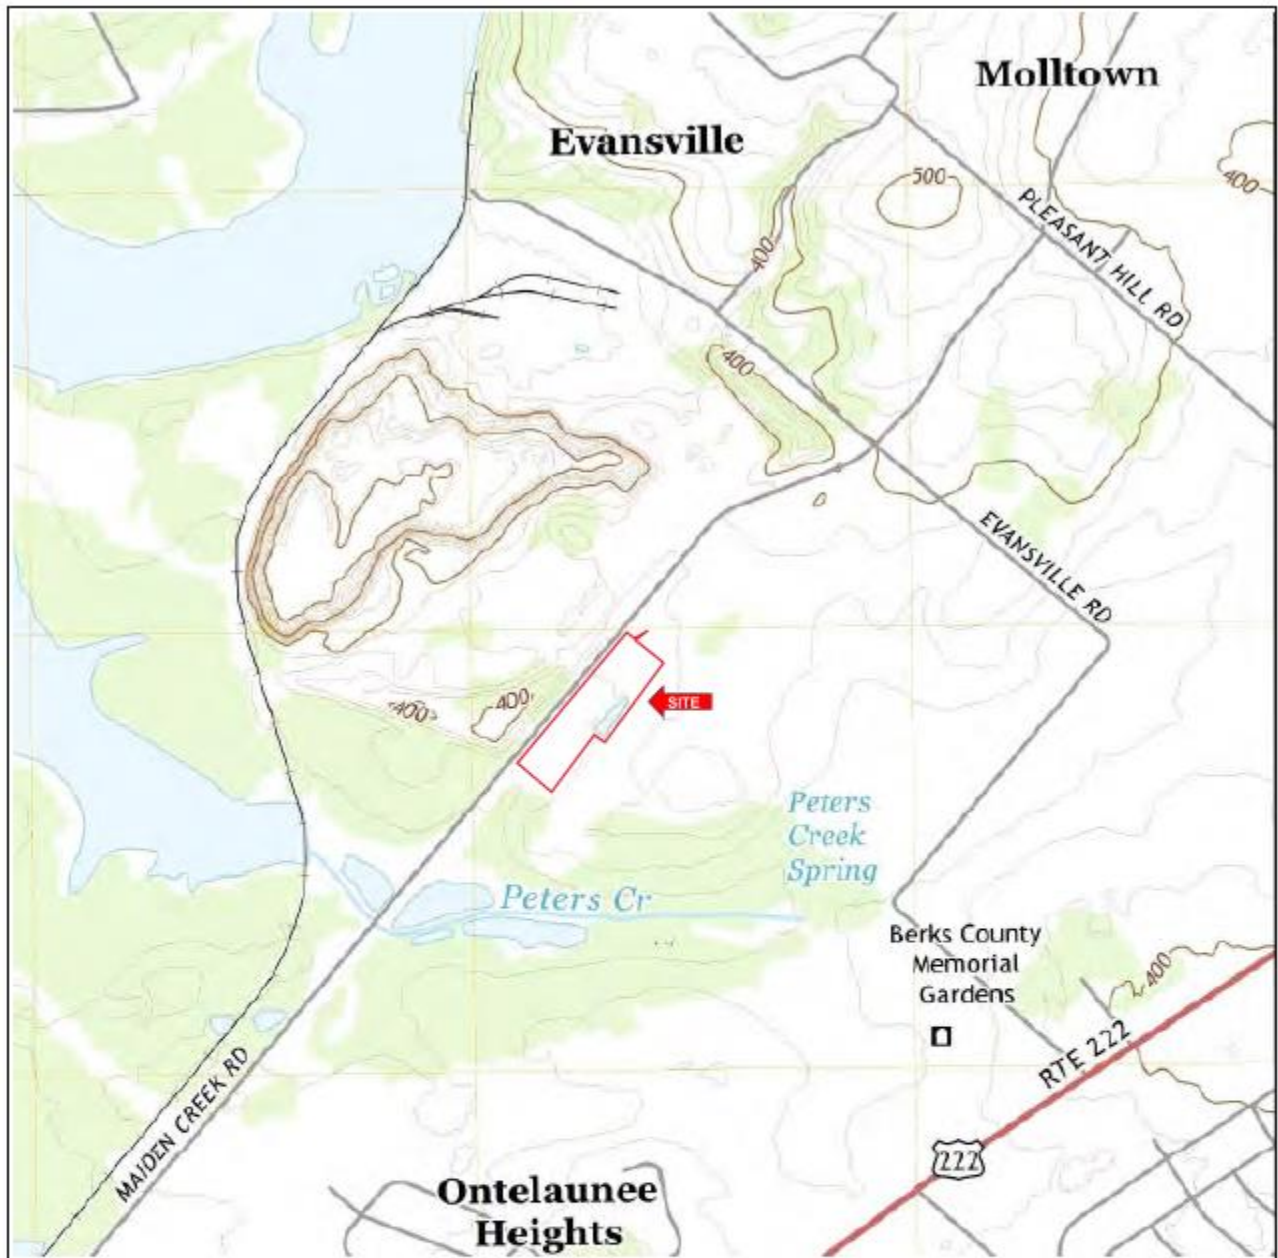 Molltown
Evansville
500
400
PLEASANT HILL RD
400
400
EVANSVILLE RD
400
400
SITE
Peters
Creek
Spring
Peters Cr
Berks County
Memorial
Gardens
400
RTE 222
MAIDEN CREEK RD
222
Ontelaunee
Heights